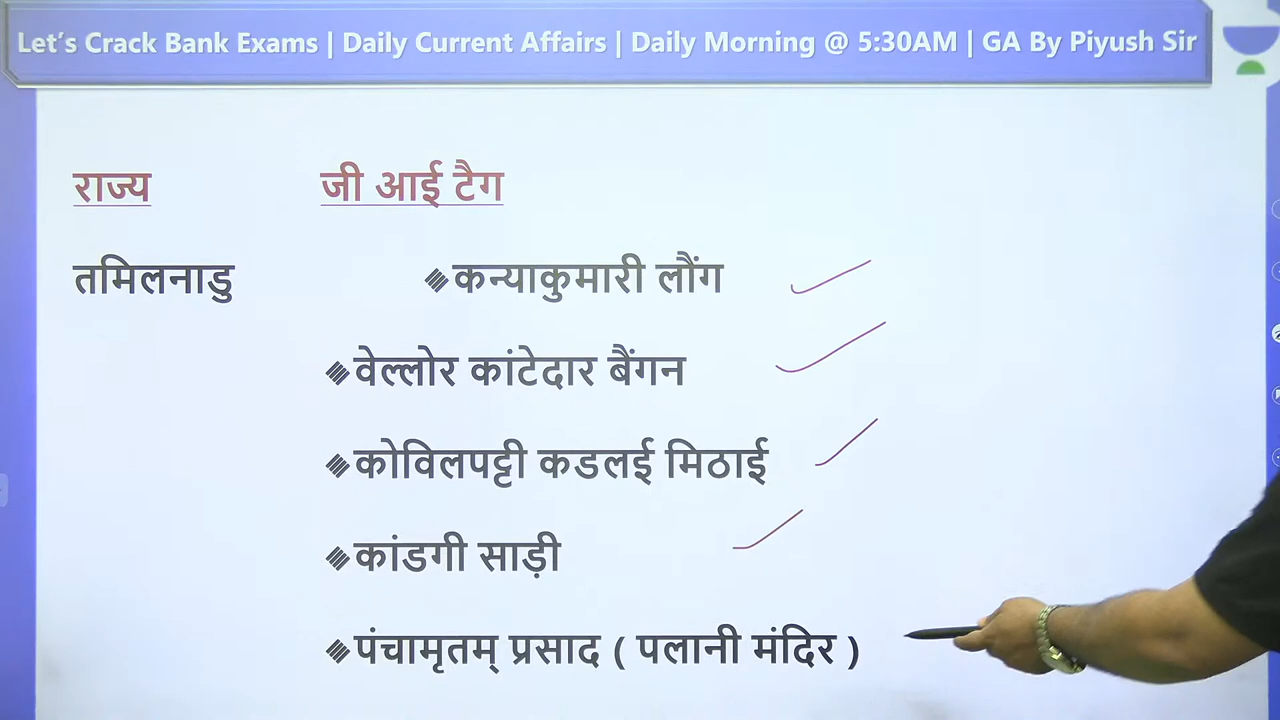 Let's Crack Bank Exams | Daily Current Affairs | Daily Morning @ 5:30AM | GA By Piyush Sir
राज्य जी आई टैग
तमिलनाडु ❖कन्याकुमारी लौंग
❖वेल्लोर कांटेदार बैंगन
❖कोविलपट्टी कडलई मिठाई
❖कांडगी साड़ी
❖पंचामृतम् प्रसाद ( पलानी मंदिर )